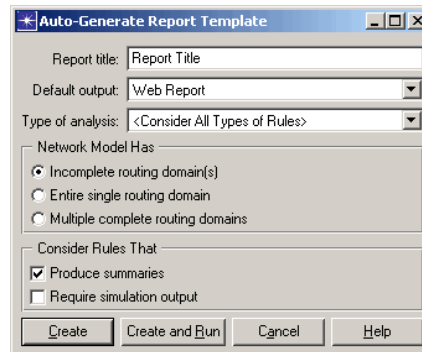 Auto-Generate Report Template
Report title: Report Title
Default output: Web Report
Type of analysis: <Consider All Types of Rules>
Network Model Has
Incomplete routing domain(s)
Entire single routing domain
Multiple complete routing domains
Consider Rules That
Produce summaries
Require simulation output
Create Create and Run Cancel Help